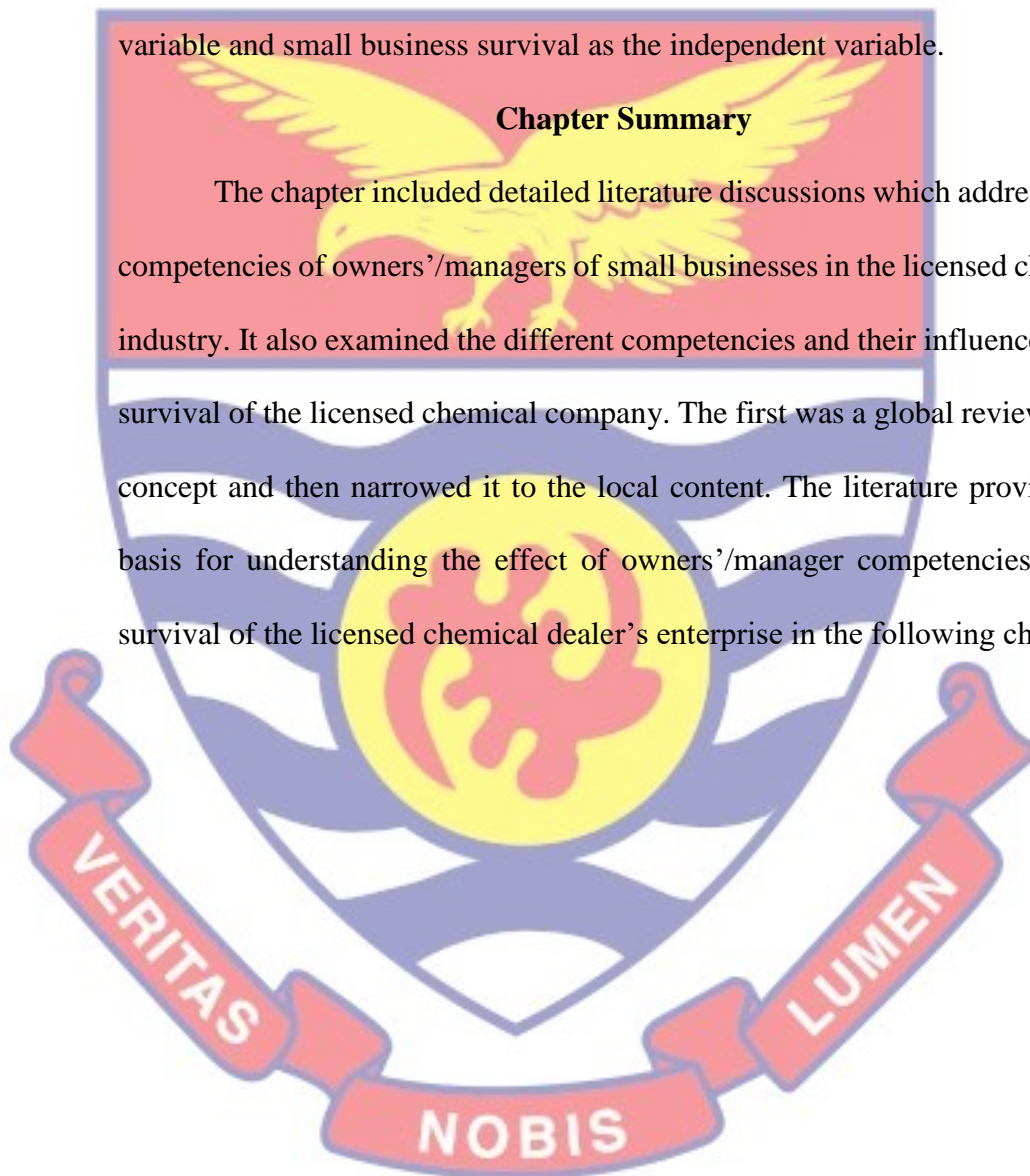 variable and small business survival as the independent variable.
Chapter Summary
The chapter included detailed literature discussions which addre
competencies of owners’/managers of small businesses in the licensed c
industry. It also examined the different competencies and their influence
survival of the licensed chemical company. The first was a global review
concept and then narrowed it to the local content. The literature provi
basis for understanding the effect of owners’/manager competencies
survival of the licensed chemical dealer’s enterprise in the following ch
VERITAS
NOBIS
LUMEN